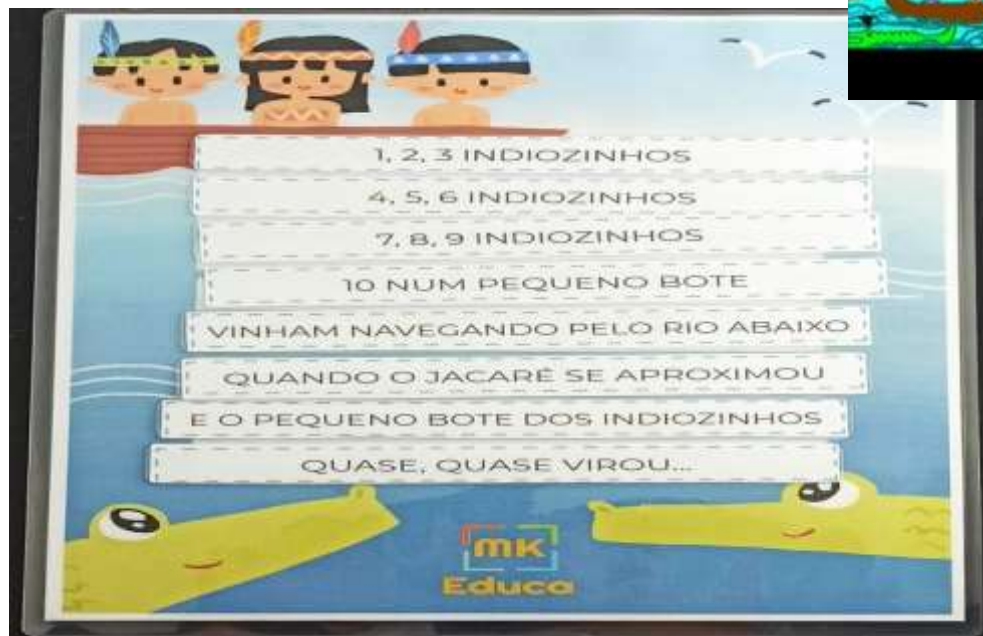 1, 2, 3 INDIOZINHOS
4, 5, 6 INDIOZINHOS
7, 8, 9 INDIOZINHOS
10 NUM PEQUENO BOTE
VINHAM NAVEGANDO PELO RIO ABAIXO
QUANDO O JACARÉ SE APROXIMOU
E O PEQUENO BOTE DOS INDIOZINHOS
QUASE, QUASE VIROU...
mk
Educa